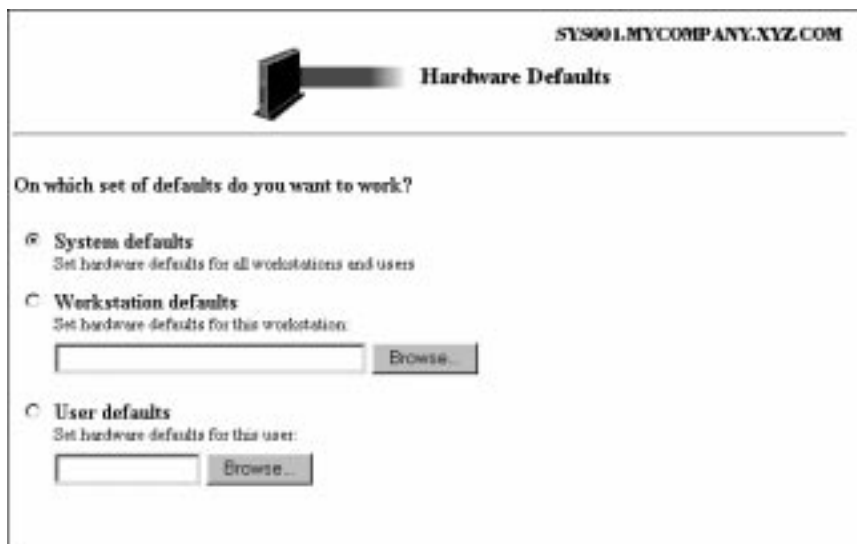 SYS001.MYCOMPANY.XYZ.COM
Hardware Defaults
On which set of defaults do you want to work?
System defaults
Set hardware defaults for all workstations and users
Workstation defaults
Set hardware defaults for this workstation:
Browse...
User defaults
Set hardware defaults for this user:
Browse...